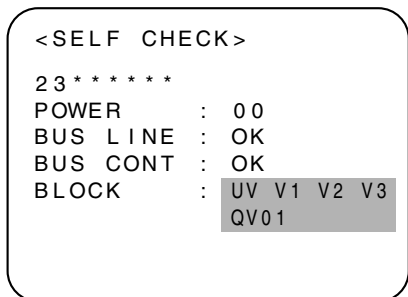 <SELF CHECK>
23******
POWER : 00
BUS LINE : OK
BUS CONT : OK
BLOCK : UV V1 V2 V3
QV01